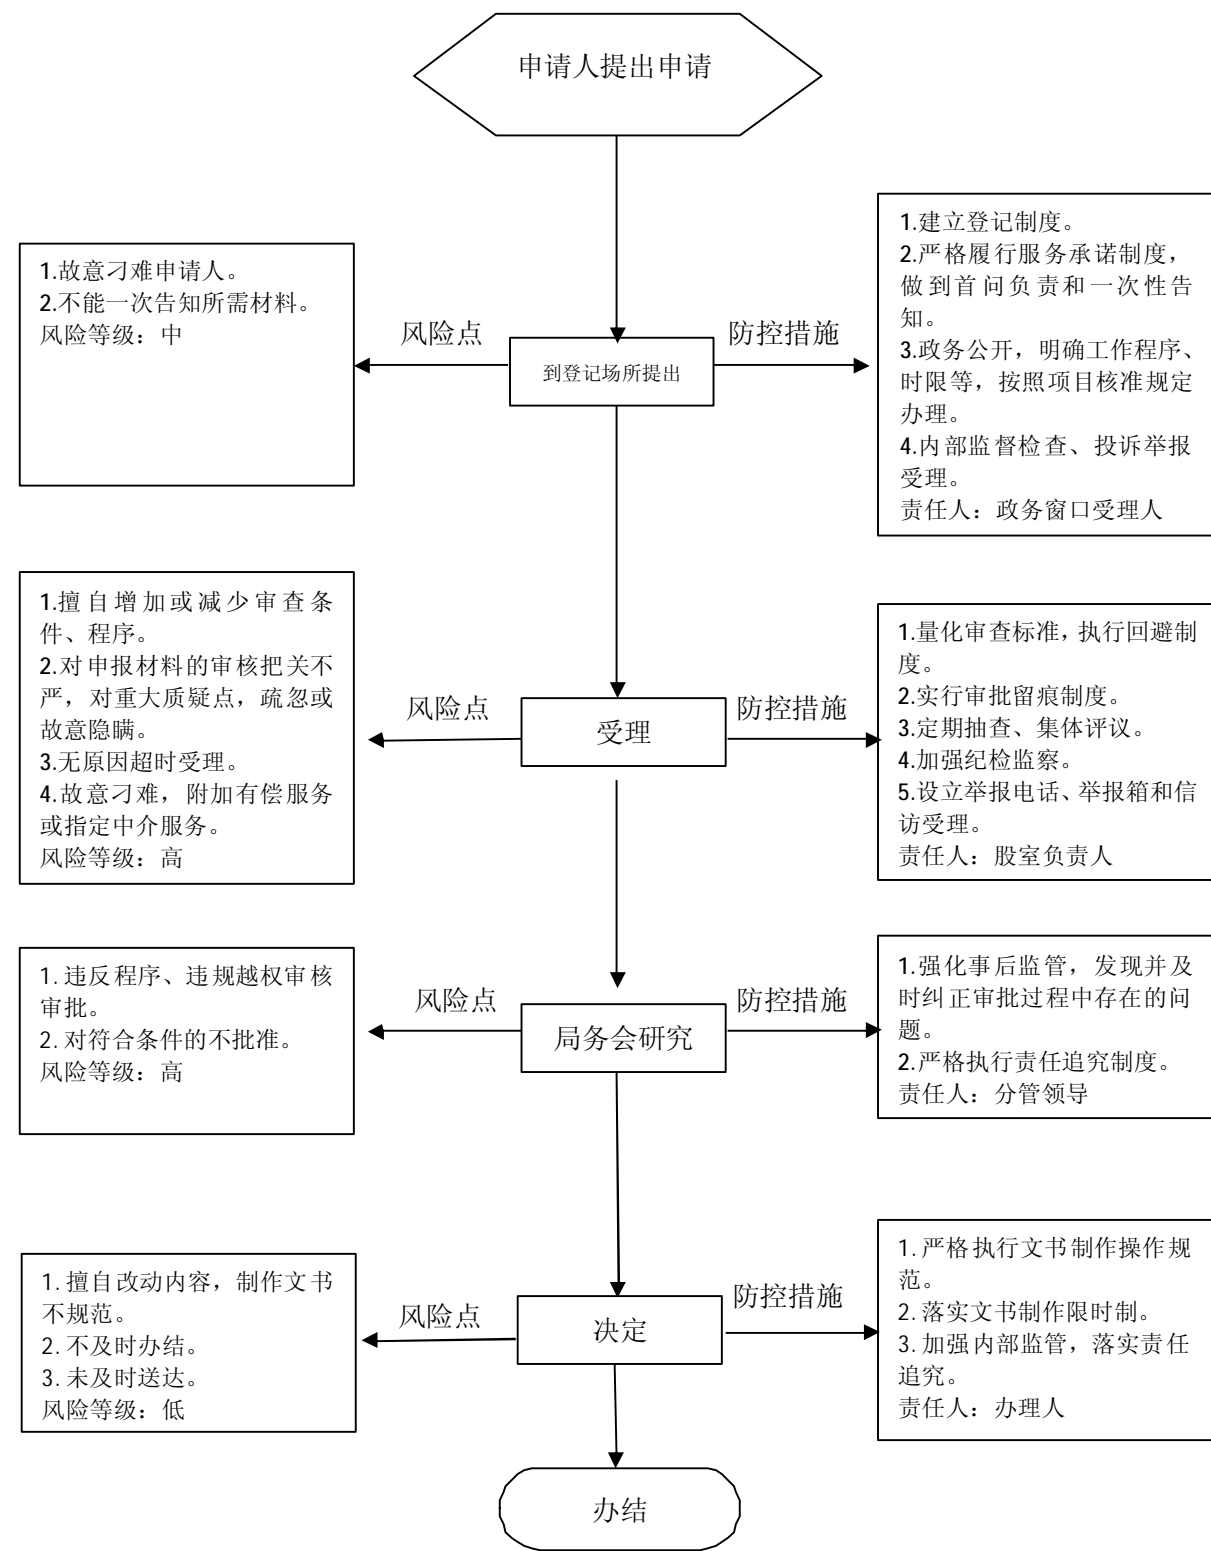 申请人提出申请
1.故意刁难申请人。
2.不能一次告知所需材料。
风险等级：中
风险点
到登记场所提出
防控措施
1.建立登记制度。
2.严格履行服务承诺制度，
做到首问负责和一次性告
知。
3.政务公开，明确工作程序、
时限等，按照项目核准规定
办理。
4.内部监督检查、投诉举报
受理。
责任人：政务窗口受理人
1.擅自增加或减少审查条
件、程序。
2.对申报材料的审核把关不
严，对重大质疑点，疏忽或
故意隐瞒。
3.无原因超时受理。
4.故意刁难，附加有偿服务
或指定中介服务。
风险等级：高
风险点
受理
防控措施
1.量化审查标准，执行回避制
度。
2.实行审批留痕制度。
3.定期抽查、集体评议。
4.加强纪检监察。
5.设立举报电话、举报箱和信
访受理。
责任人：股室负责人
1. 违反程序、违规越权审核
审批。
2. 对符合条件的不批准。
风险等级：高
风险点
局务会研究
防控措施
1.强化事后监管，发现并及
时纠正审批过程中存在的问
题。
2.严格执行责任追究制度。
责任人：分管领导
1. 擅自改动内容，制作文书
不规范。
2. 不及时办结。
3. 未及时送达。
风险等级：低
风险点
决定
防控措施
1. 严格执行文书制作操作规
范。
2. 落实文书制作限时制。
3. 加强内部监管，落实责任
追究。
责任人：办理人
办结